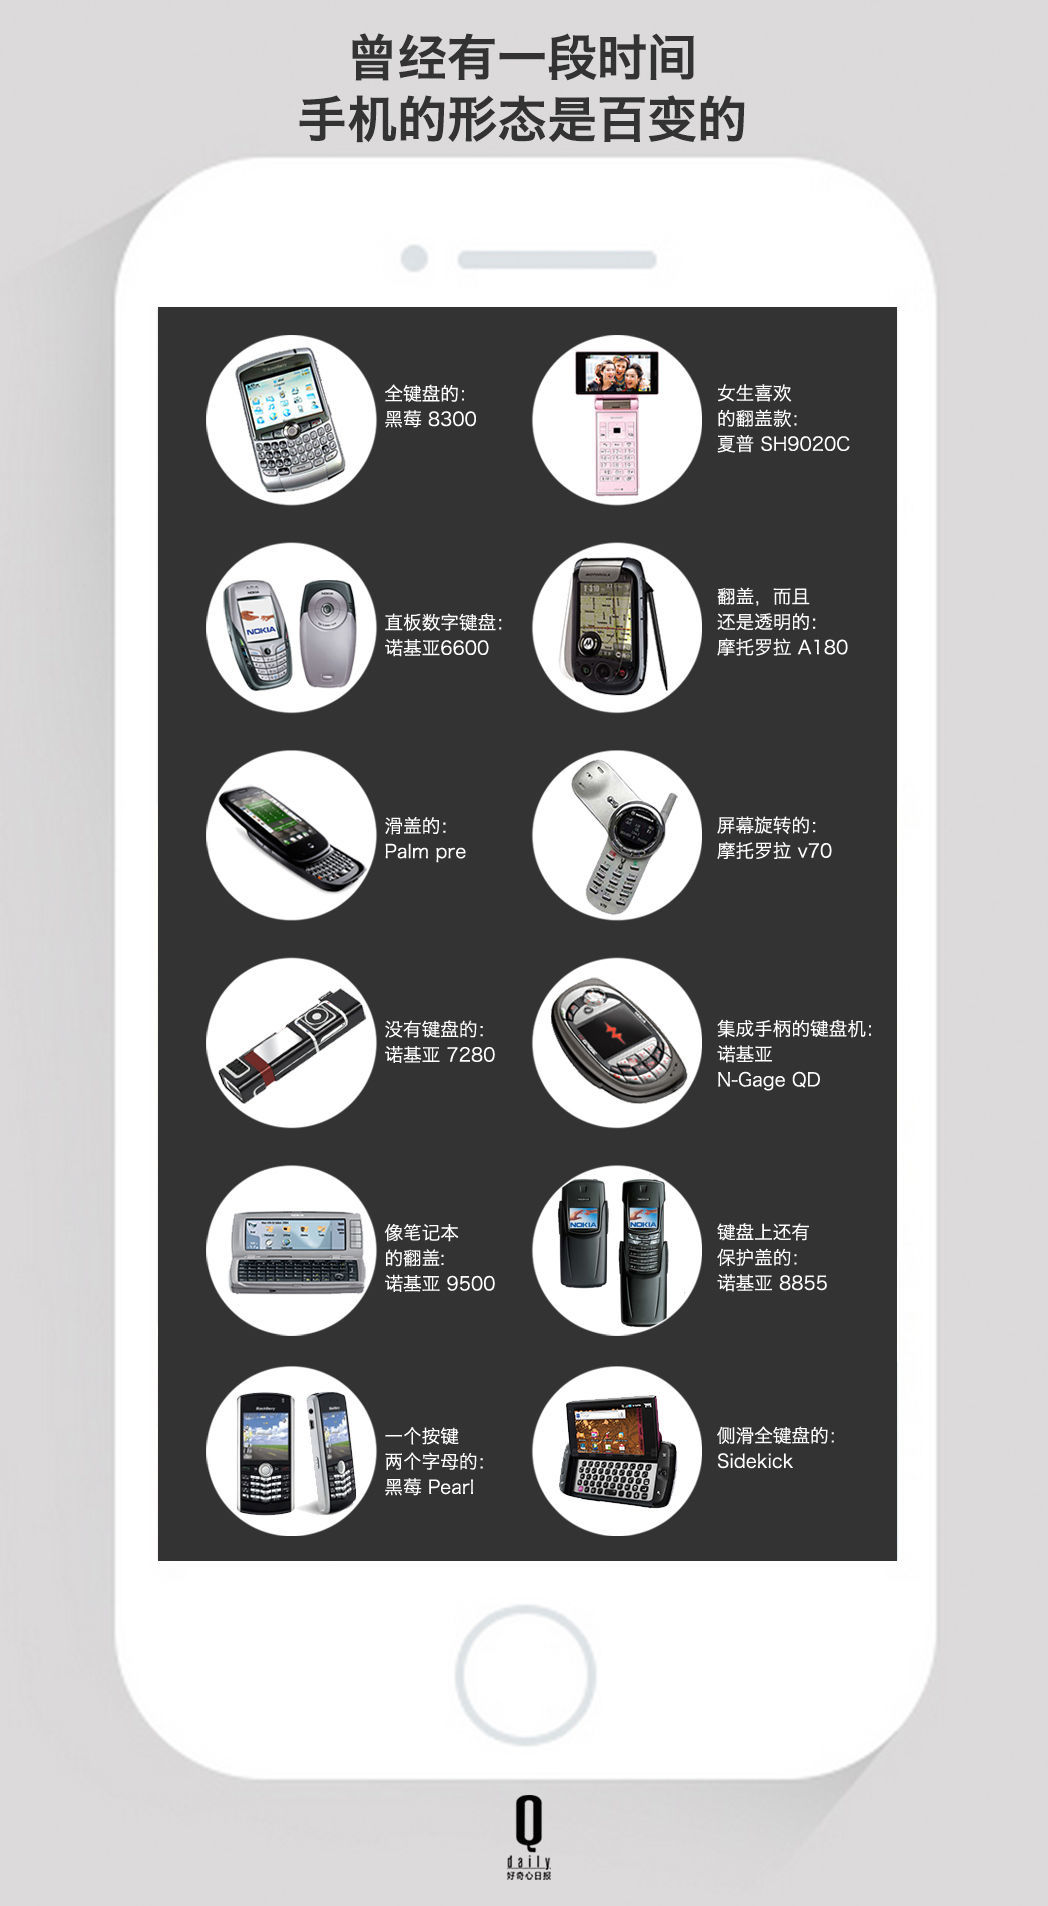 曾经有一段时间
手机的形态是百变的
全键盘的：
黑莓 8300
女生喜欢
的翻盖款：
夏普 SH9020C
直板数字键盘：
诺基亚6600
翻盖，而且
还是透明的：
摩托罗拉 A180
滑盖的：
Palm pre
屏幕旋转的：
摩托罗拉 v70
没有键盘的：
诺基亚 7280
集成手柄的键盘机：
诺基亚
N-Gage QD
像笔记本
的翻盖：
诺基亚 9500
键盘上还有
保护盖的：
诺基亚 8855
一个按键
两个字母的：
黑莓 Pearl
侧滑全键盘的：
Sidekick
NOKIA
NOKIA
NOKIA
Q
daily
好奇心日报